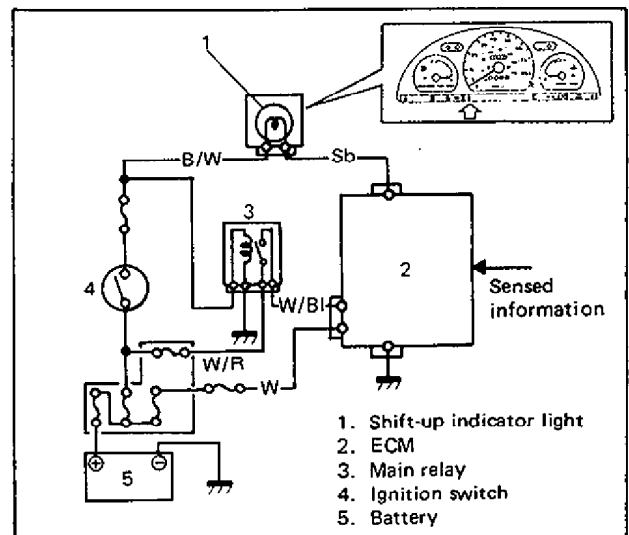 1
B/W
Sb
3
2
4
Sensed
information
W/Bl
W/R
W
5
1. Shift-up indicator light
2. ECM
3. Main relay
4. Ignition switch
5. Battery